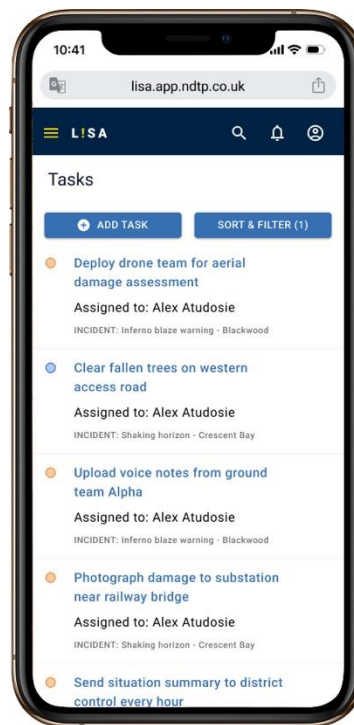 10:41
lisa.app.ndtp.co.uk
L!SA
Tasks
ADD TASK
SORT & FILTER (1)
Deploy drone team for aerial
damage assessment
Assigned to: Alex Atudosie
INCIDENT: Inferno blaze warning - Blackwood
Clear fallen trees on western
access road
Assigned to: Alex Atudosie
INCIDENT: Shaking horizon - Crescent Bay
Upload voice notes from ground
team Alpha
Assigned to: Alex Atudosie
INCIDENT: Inferno blaze warning - Blackwood
Photograph damage to substation
near railway bridge
Assigned to: Alex Atudosie
INCIDENT: Shaking horizon - Crescent Bay
Send situation summary to district
control every hour